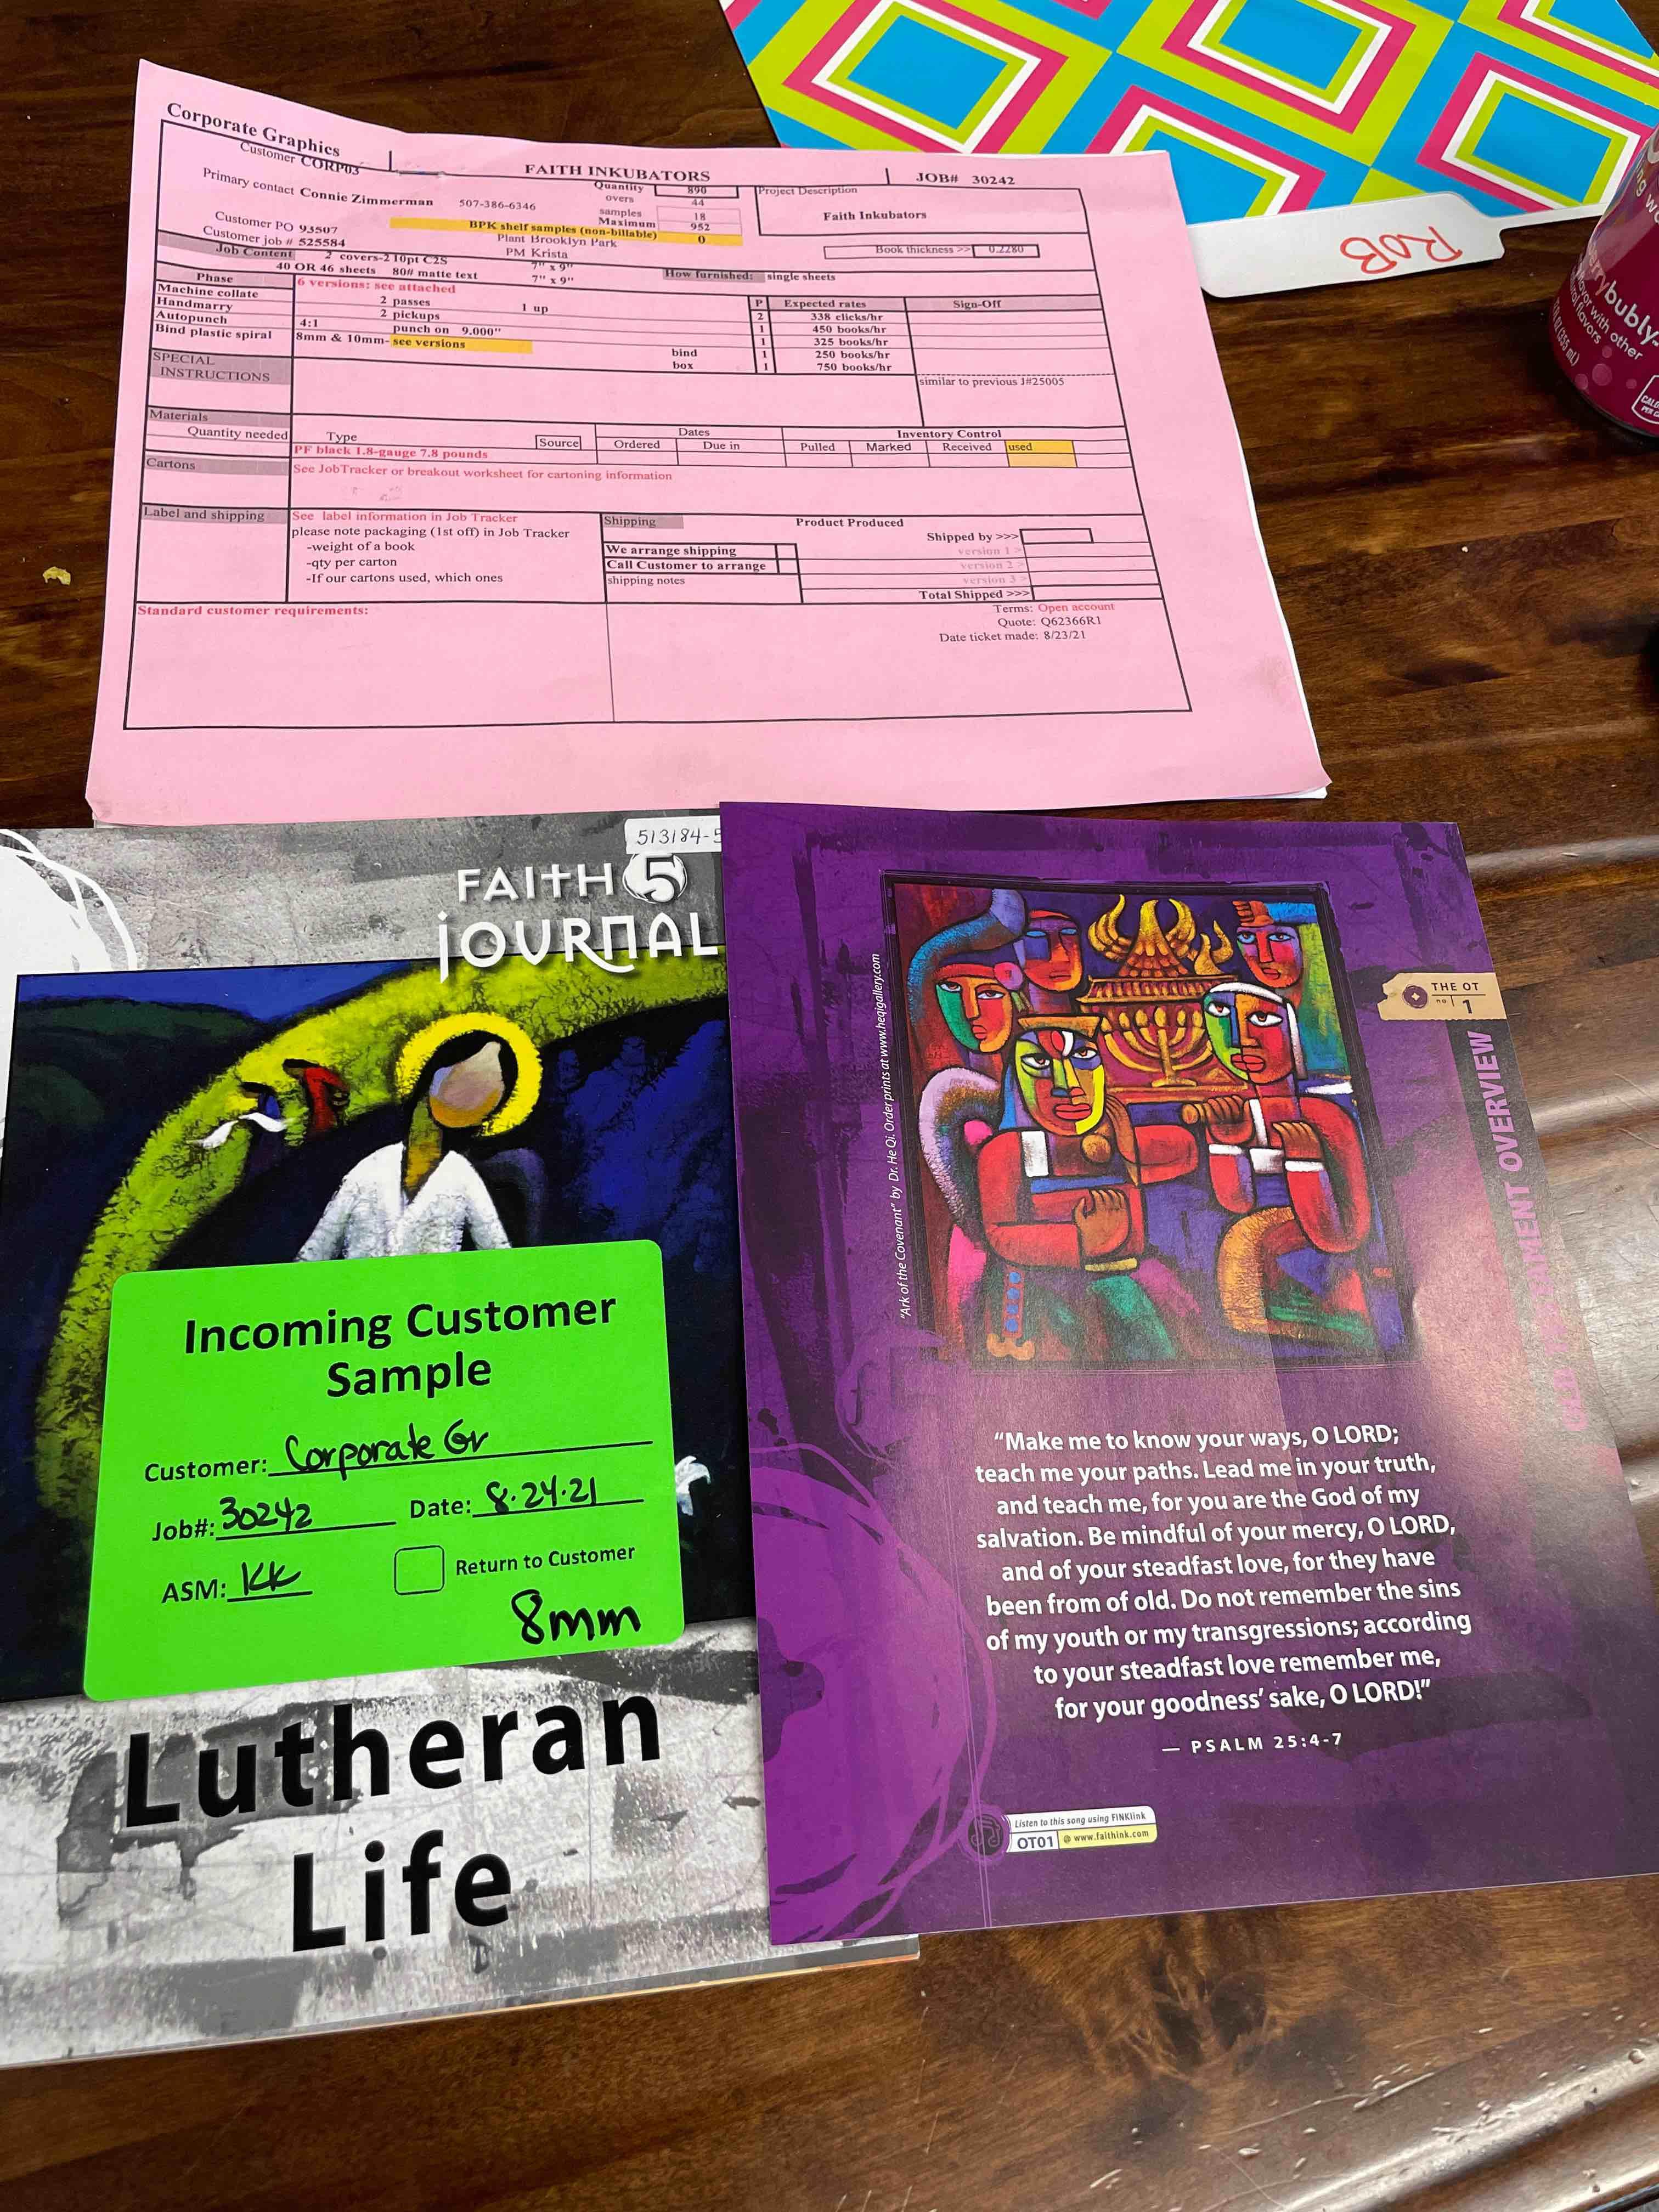 Corporate Graphics
Customer CORP03
FAITH INKUBATORS
JOB# 30242
Primary contact Connie Zimmerman 507-386-6346
Quantity 890
overs 44
samples 18
Maximum 952
BPK shelf samples (non-billable) 0
Project Description
Faith Inkubators
Customer PO 93507
Plant Brooklyn Park
Customer job # 525584
PM Krista
Book thickness >> 0.2280
Job Content 2 covers-2 10pt C2S 7" x 9"
40 OR 46 sheets 80# matte text 7" x 9"
How furnished: single sheets
Phase 6 versions; see attached
P Expected rates Sign-Off
Machine collate 2 passes 1 up 2 338 clicks/hr
Handmarry 2 pickups 1 450 books/hr
Autopunch 4:1 punch on 9.000" 1 325 books/hr
Bind plastic spiral 8mm & 10mm- see versions bind 1 250 books/hr
box 1 750 books/hr
SPECIAL
INSTRUCTIONS
similar to previous J#25005
Materials
Quantity needed Type Source
Dates
Ordered Due in
Inventory Control
Pulled Marked Received used
PF black 1.8-gauge 7.8 pounds
Cartons See JobTracker or breakout worksheet for cartoning information
Label and shipping See label information in Job Tracker
please note packaging (1st off) in Job Tracker
-weight of a book
-qty per carton
-If our cartons used, which ones
Shipping Product Produced
Shipped by >>>
We arrange shipping version 1 >
Call Customer to arrange version 2 >
shipping notes version 3 >
Total Shipped >>>
Standard customer requirements:
Terms: Open account
Quote: Q62366R1
Date ticket made: 8/23/21
ROB
bubly
flavor with other
natural flavors
513184-5
FAITH 5
JOURNAL
Incoming Customer
Sample
Customer: Corporate Gr
Job#: 30242 Date: 8.24.21
ASM: KK Return to Customer
8mm
Lutheran
Life
"Ark of the Covenant" by Dr. He Qi. Order prints at www.heqigallery.com
THE OT
no 1
OLD TESTAMENT OVERVIEW
“Make me to know your ways, O LORD;
teach me your paths. Lead me in your truth,
and teach me, for you are the God of my
salvation. Be mindful of your mercy, O LORD,
and of your steadfast love, for they have
been from of old. Do not remember the sins
of my youth or my transgressions; according
to your steadfast love remember me,
for your goodness’ sake, O LORD!”
— PSALM 25:4-7
Listen to this song using FINKlink
OT01 @ www.faithink.com